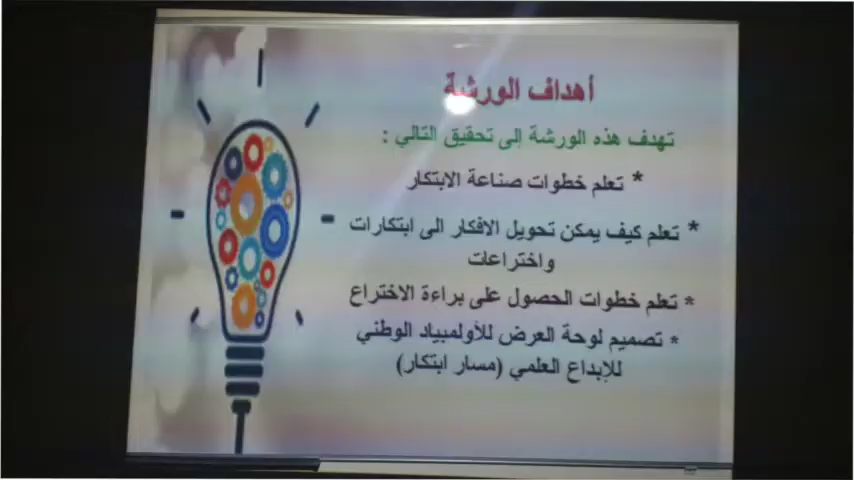 أهداف الورشة
تهدف هذه الورشة إلى تحقيق التالي :
* تعلم خطوات صناعة الابتكار
* تعلم كيف يمكن تحويل الافكار الى ابتكارات
واختراعات
* تعلم خطوات الحصول على براءة الاختراع
* تصميم لوحة العرض للأولمبياد الوطني
للإبداع العلمي (مسار ابتكار)